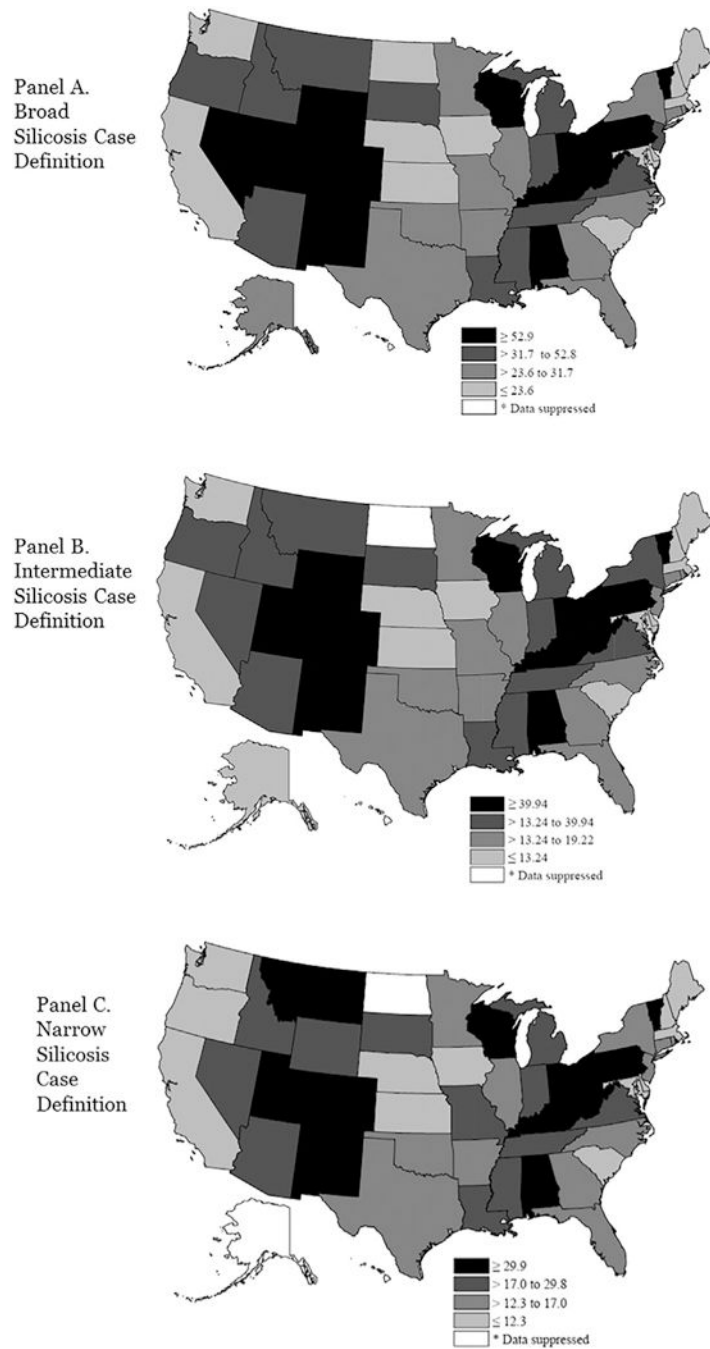 Panel A.
Broad
Silicosis Case
Definition
≥ 52.9
> 31.7 to 52.8
> 23.6 to 31.7
≤ 23.6
* Data suppressed
Panel B.
Intermediate
Silicosis Case
Definition
≥ 39.94
> 13.24 to 39.94
> 13.24 to 19.22
≤ 13.24
* Data suppressed
Panel C.
Narrow
Silicosis
Case
Definition
≥ 29.9
> 17.0 to 29.8
> 12.3 to 17.0
≤ 12.3
* Data suppressed